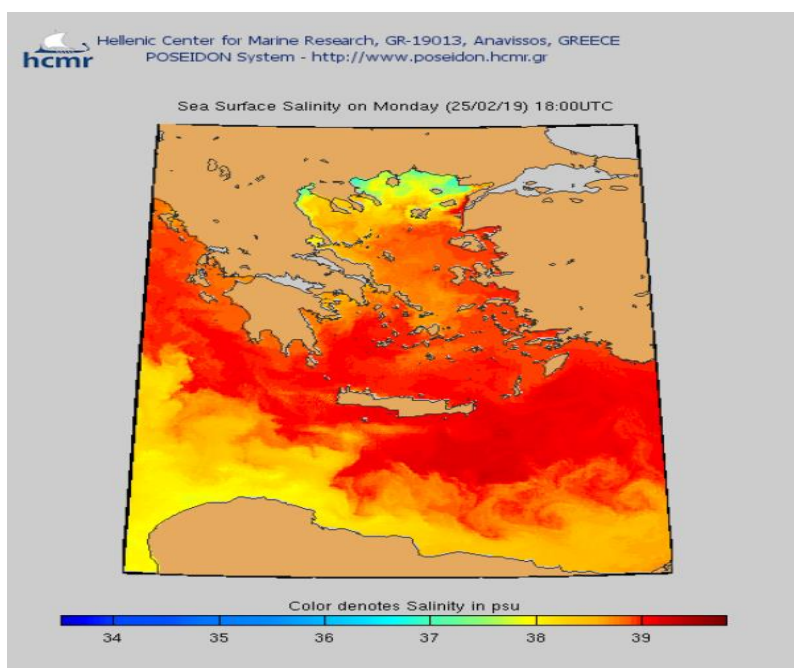 Hellenic Center for Marine Research, GR-19013, Anavissos, GREECE
hcmr
POSEIDON System - http://www.poseidon.hcmr.gr
Sea Surface Salinity on Monday (25/02/19) 18:00UTC
Color denotes Salinity in psu
34 35 36 37 38 39